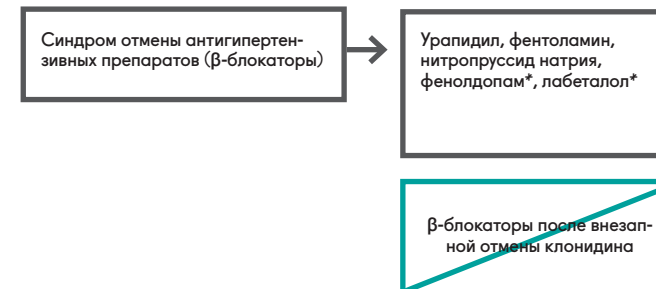 Синдром отмены антигипертен-
зивных препаратов (β-блокаторы)
Урапидил, фентоламин,
нитропруссид натрия,
фенолдопам*, лабеталол*
β-блокаторы после внезап-
ной отмены клонидина